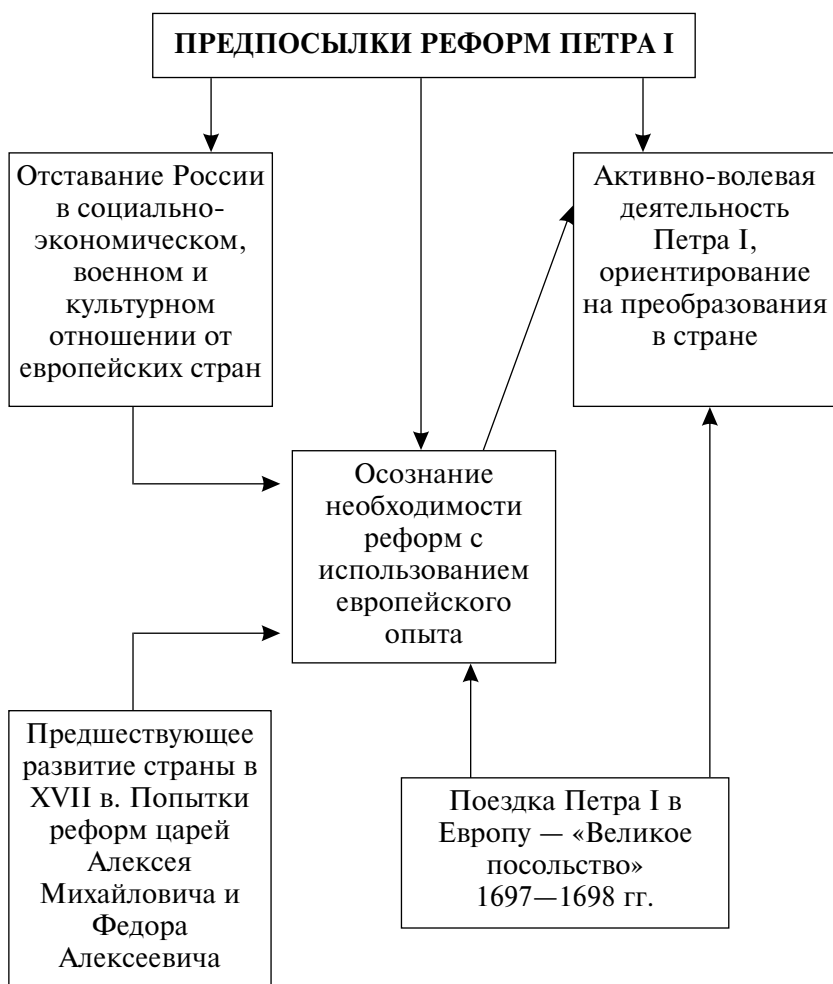 ПРЕДПОСЫЛКИ РЕФОРМ ПЕТРА I
Отставание России
в социально-
экономическом,
военном и
культурном
отношении от
европейских стран
Активно-волевая
деятельность
Петра I,
ориентирование
на преобразования
в стране
Осознание
необходимости
реформ с
использованием
европейского
опыта
Предшествующее
развитие страны в
XVII в. Попытки
реформ царей
Алексея
Михайловича и
Федора
Алексеевича
Поездка Петра I в
Европу — «Великое
посольство»
1697—1698 гг.